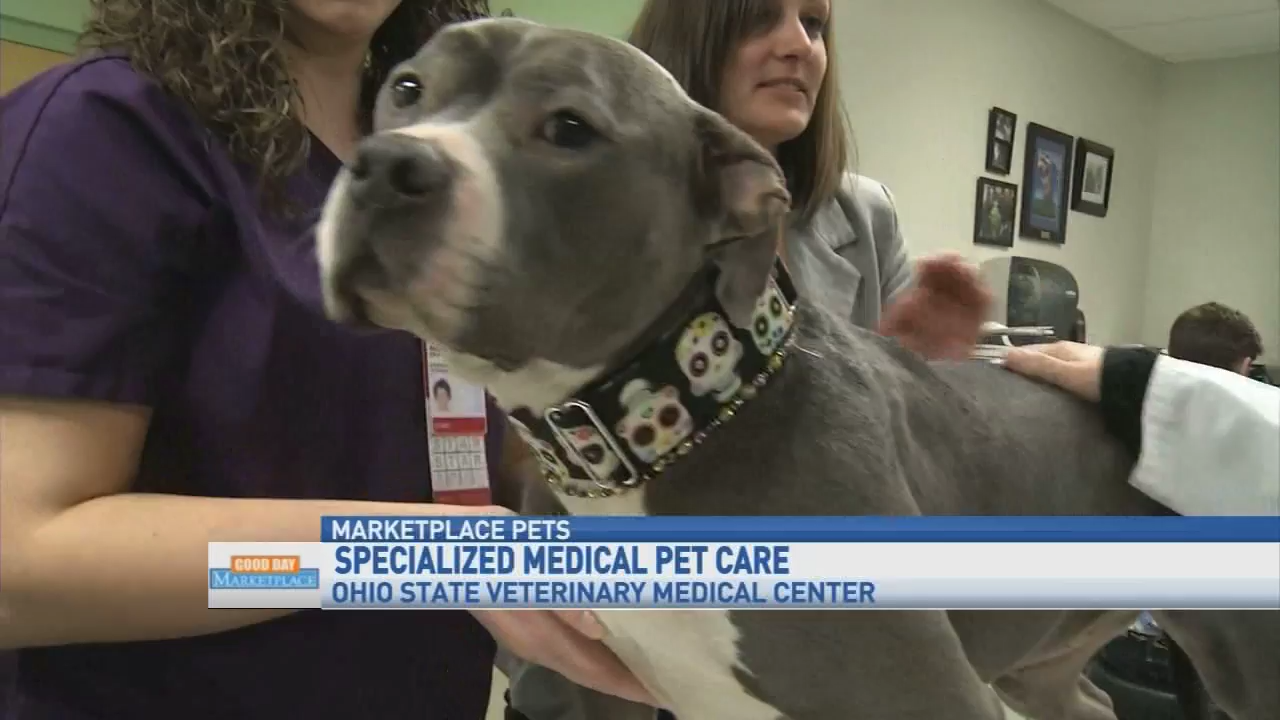 MARKETPLACE PETS
GOOD DAY
MARKETPLACE
SPECIALIZED MEDICAL PET CARE
OHIO STATE VETERINARY MEDICAL CENTER